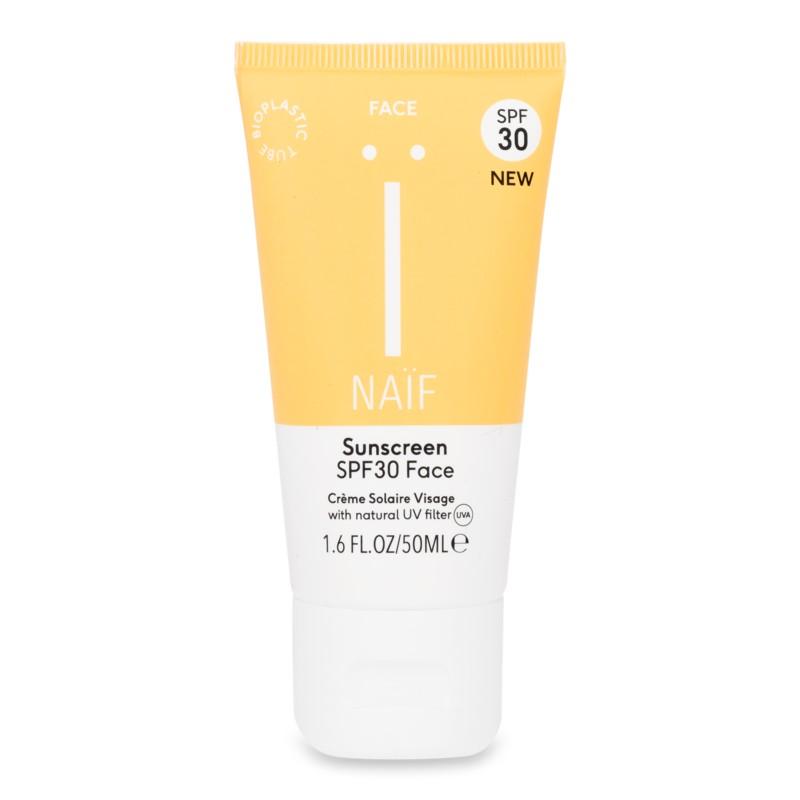 BIOPLASTIC TUBE
FACE
SPF
30
NEW
Ï
NAÏF
Sunscreen
SPF30 Face
Crème Solaire Visage
with natural UV filter UVA
1.6 FL.OZ/50ML℮